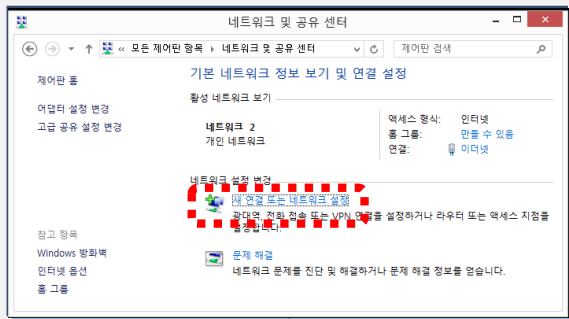 네트워크 및 공유 센터
« 모든 제어판 항목 ▸ 네트워크 및 공유 센터
제어판 검색
제어판 홈
어댑터 설정 변경
고급 공유 설정 변경
기본 네트워크 정보 보기 및 연결 설정
활성 네트워크 보기
네트워크 2
개인 네트워크
액세스 형식: 인터넷
홈 그룹: 만들 수 있음
연결: 이더넷
네트워크 설정 변경
새 연결 또는 네트워크 설정
광대역, 전화 접속 또는 VPN 연결을 설정하거나 라우터 또는 액세스 지점을
설정합니다.
문제 해결
네트워크 문제를 진단 및 해결하거나 문제 해결 정보를 얻습니다.
참고 항목
Windows 방화벽
인터넷 옵션
홈 그룹